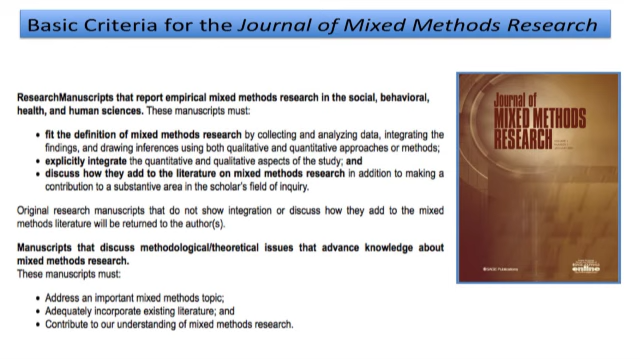 Basic Criteria for the Journal of Mixed Methods Research
ResearchManuscripts that report empirical mixed methods research in the social, behavioral,
health, and human sciences. These manuscripts must:
• fit the definition of mixed methods research by collecting and analyzing data, integrating the
findings, and drawing inferences using both qualitative and quantitative approaches or methods;
• explicitly integrate the quantitative and qualitative aspects of the study; and
• discuss how they add to the literature on mixed methods research in addition to making a
contribution to a substantive area in the scholar's field of inquiry.
Original research manuscripts that do not show integration or discuss how they add to the mixed
methods literature will be returned to the author(s).
Manuscripts that discuss methodological/theoretical issues that advance knowledge about
mixed methods research.
These manuscripts must:
• Address an important mixed methods topic;
• Adequately incorporate existing literature; and
• Contribute to our understanding of mixed methods research.
Journal of
MIXED METHODS
RESEARCH
SAGE Publications
online